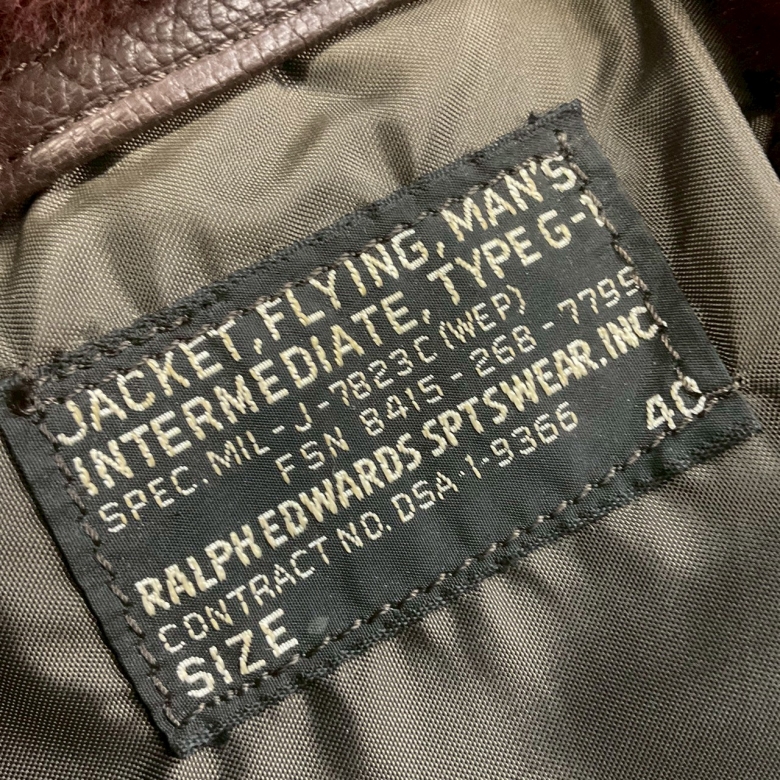 JACKET, FLYING, MAN'S
INTERMEDIATE, TYPE G-1
SPEC. MIL-J-7823C (WEP)
FSN 8415-268-7795
RALPH EDWARDS SPTSWEAR. INC.
CONTRACT NO. DSA-1-9366
SIZE 40